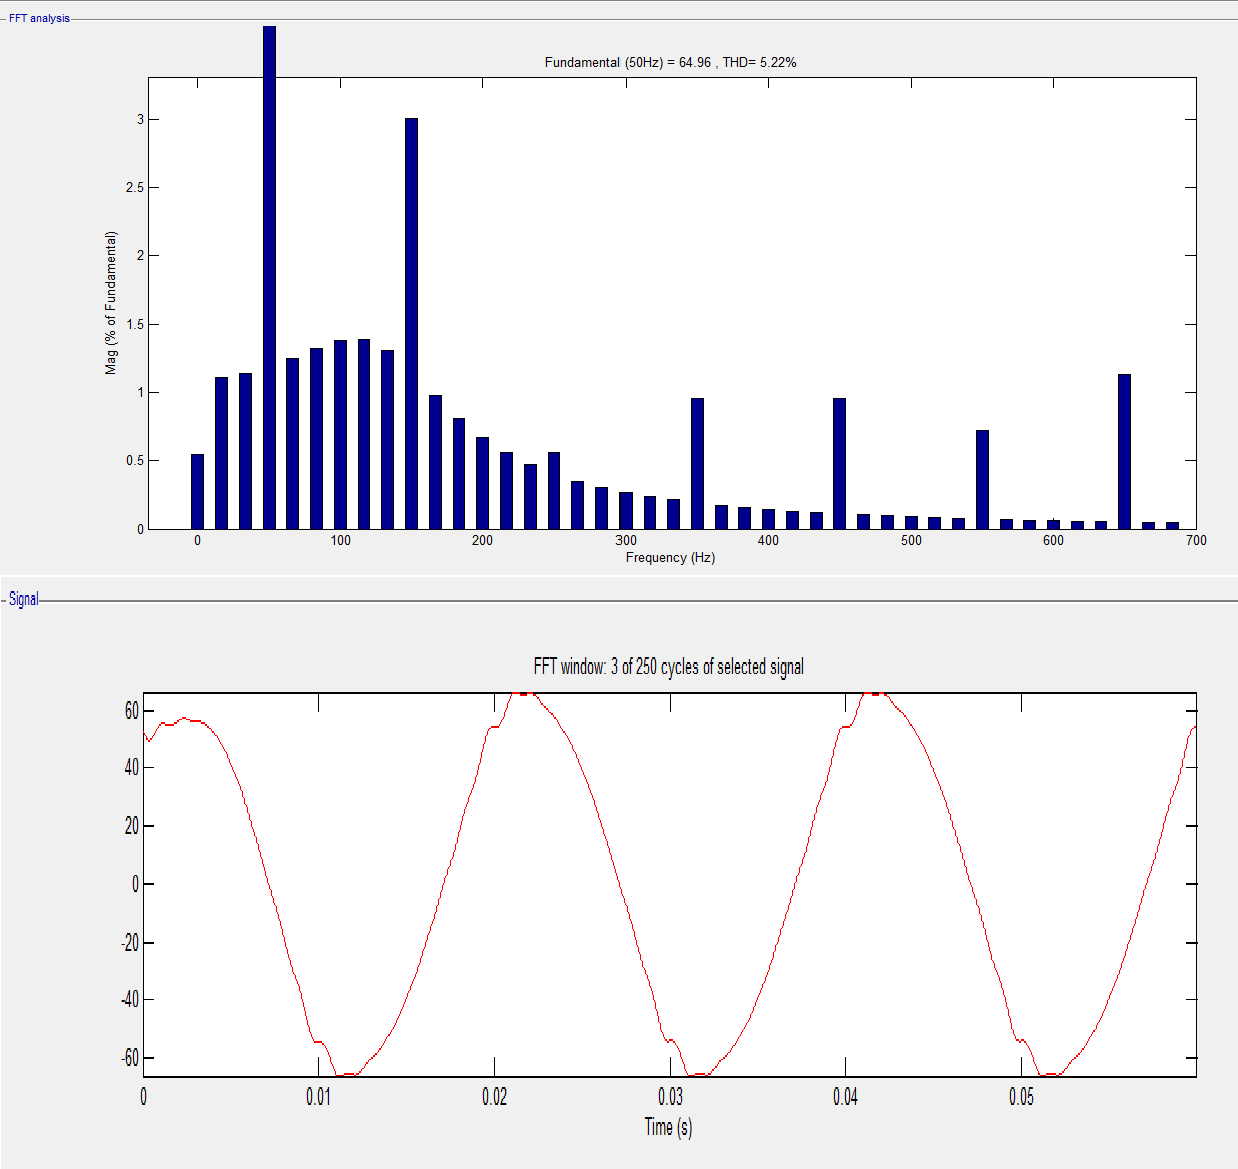 FFT analysis
Fundamental (50Hz) = 64.96 , THD= 5.22%
3
2.5
2
1.5
1
0.5
0
Mag (% of Fundamental)
0 100 200 300 400 500 600 700
Frequency (Hz)
Signal
FFT window: 3 of 250 cycles of selected signal
60
40
20
0
-20
-40
-60
0 0.01 0.02 0.03 0.04 0.05
Time (s)